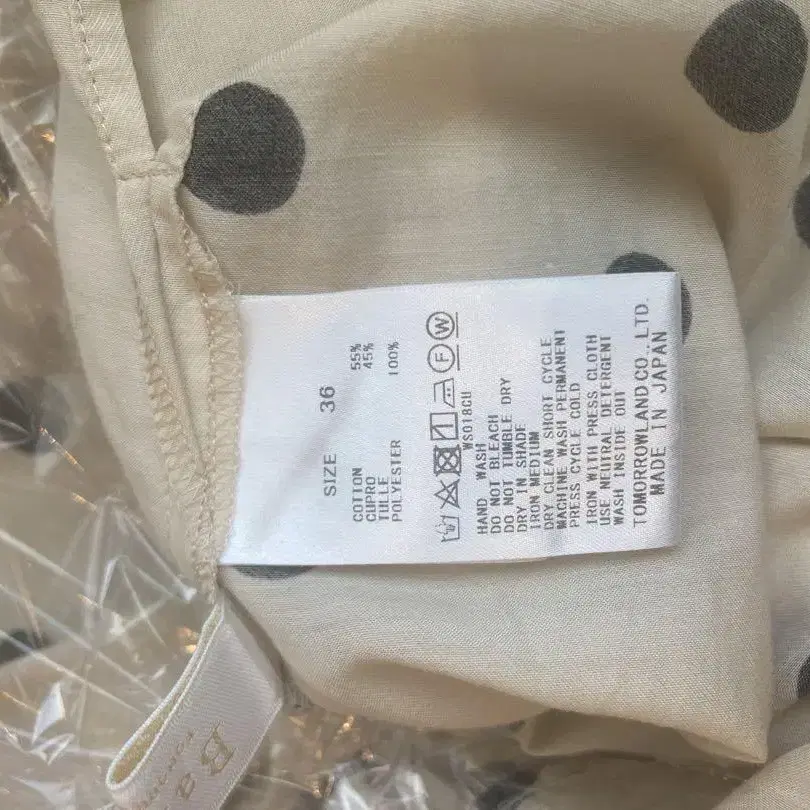 SIZE 36
COTTON 55%
CUPRO 45%
TULLE
POLYESTER 100%
W
F
WS018GH
HAND WASH
DO NOT BLEACH
DO NOT TUMBLE DRY
DRY IN SHADE
IRON MEDIUM
DRY CLEAN SHORT CYCLE
MACHINE WASH PERMANENT
PRESS CYCLE COLD
IRON WITH PRESS CLOTH
USE NEUTRAL DETERGENT
WASH INSIDE OUT
TOMORROWLAND CO., LTD.
MADE IN JAPAN